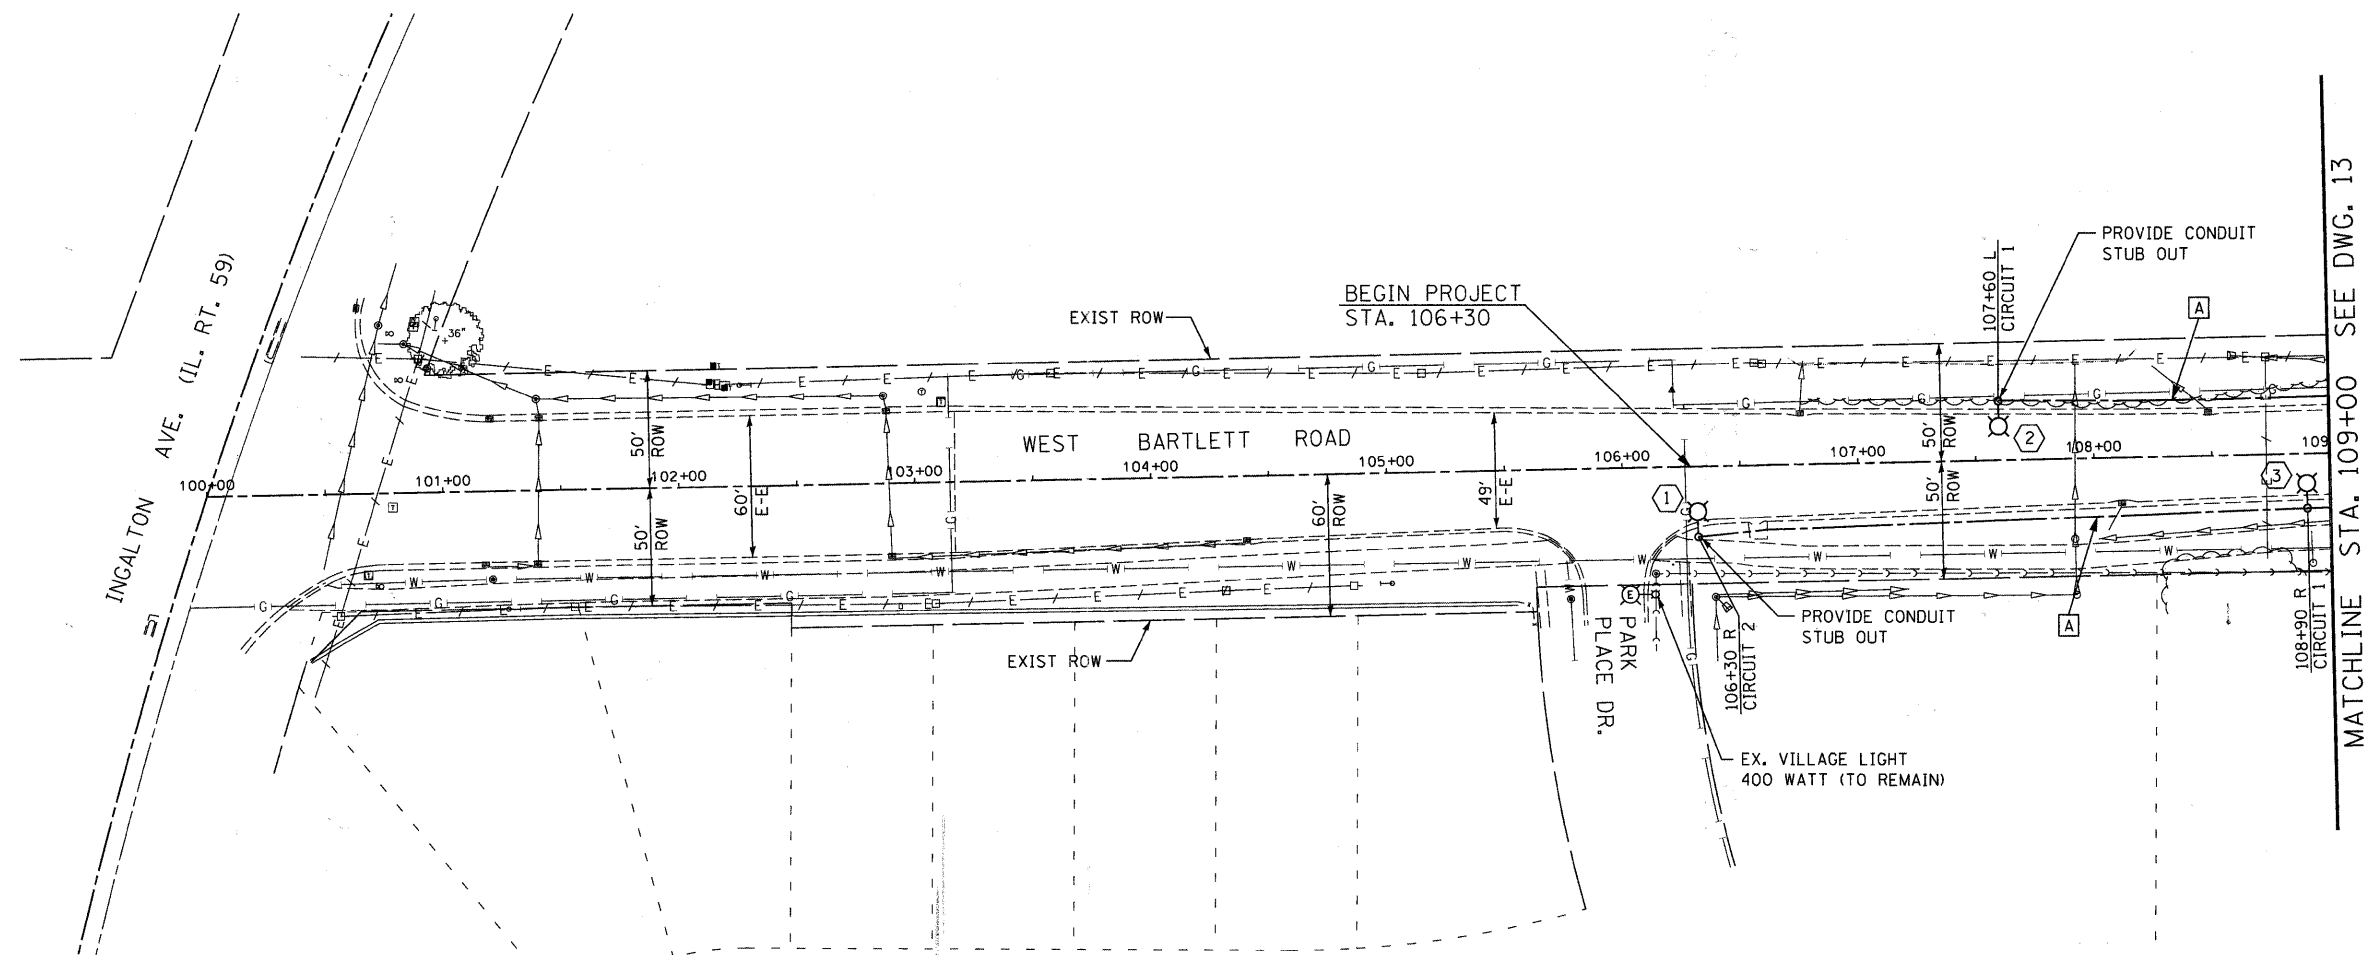 INGALTON AVE. (IL. RT. 59)
36"
EXIST ROW
BEGIN PROJECT
STA. 106+30
107+60 L
CIRCUIT 1
PROVIDE CONDUIT
STUB OUT
A
MATCHLINE STA. 109+00 SEE DWG. 13
WEST BARTLETT ROAD
100+00
101+00
102+00
103+00
104+00
105+00
106+00
107+00
108+00
109
50'
ROW
50'
ROW
60'
E-E
60'
ROW
49'
E-E
50'
ROW
50'
ROW
1
2
3
E
EXIST ROW
PARK
PLACE DR.
106+30 R
CIRCUIT 2
PROVIDE CONDUIT
STUB OUT
A
108+90 R
CIRCUIT 1
EX. VILLAGE LIGHT
400 WATT (TO REMAIN)